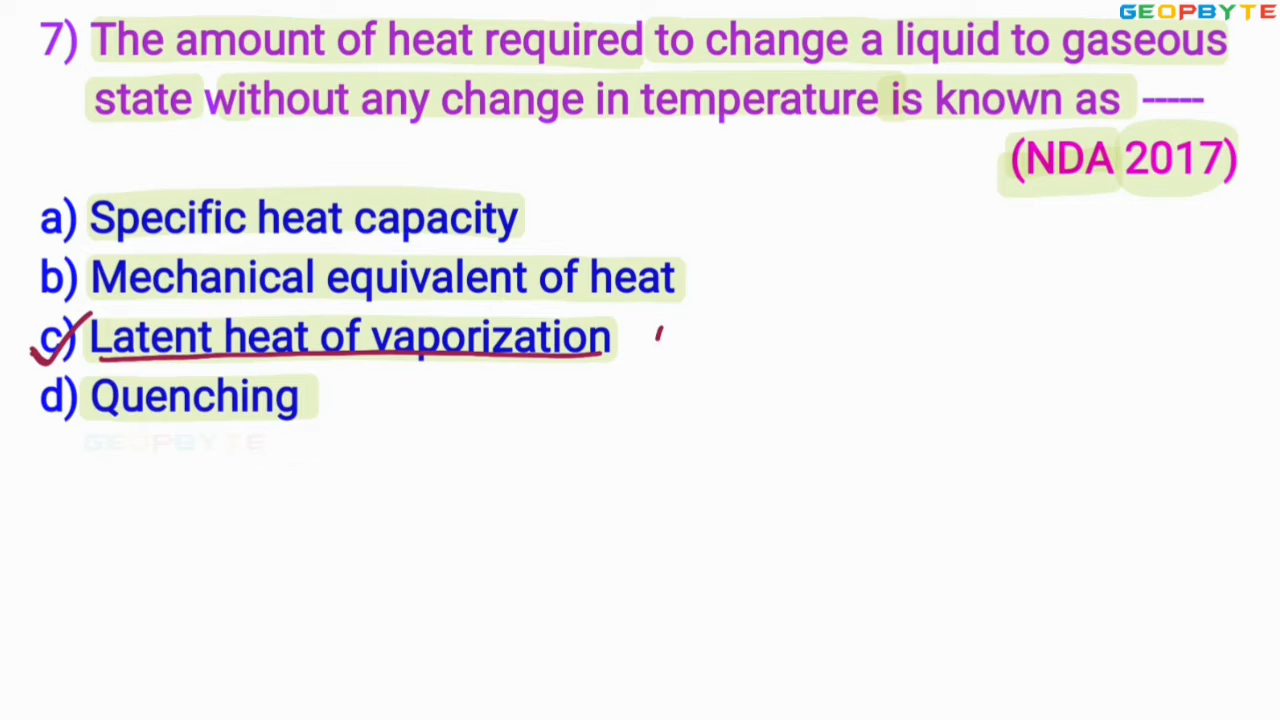 GEOPBYTE
7) The amount of heat required to change a liquid to gaseous
state without any change in temperature is known as -----
(NDA 2017)
a) Specific heat capacity
b) Mechanical equivalent of heat
c) Latent heat of vaporization
d) Quenching
GEOPBYTE